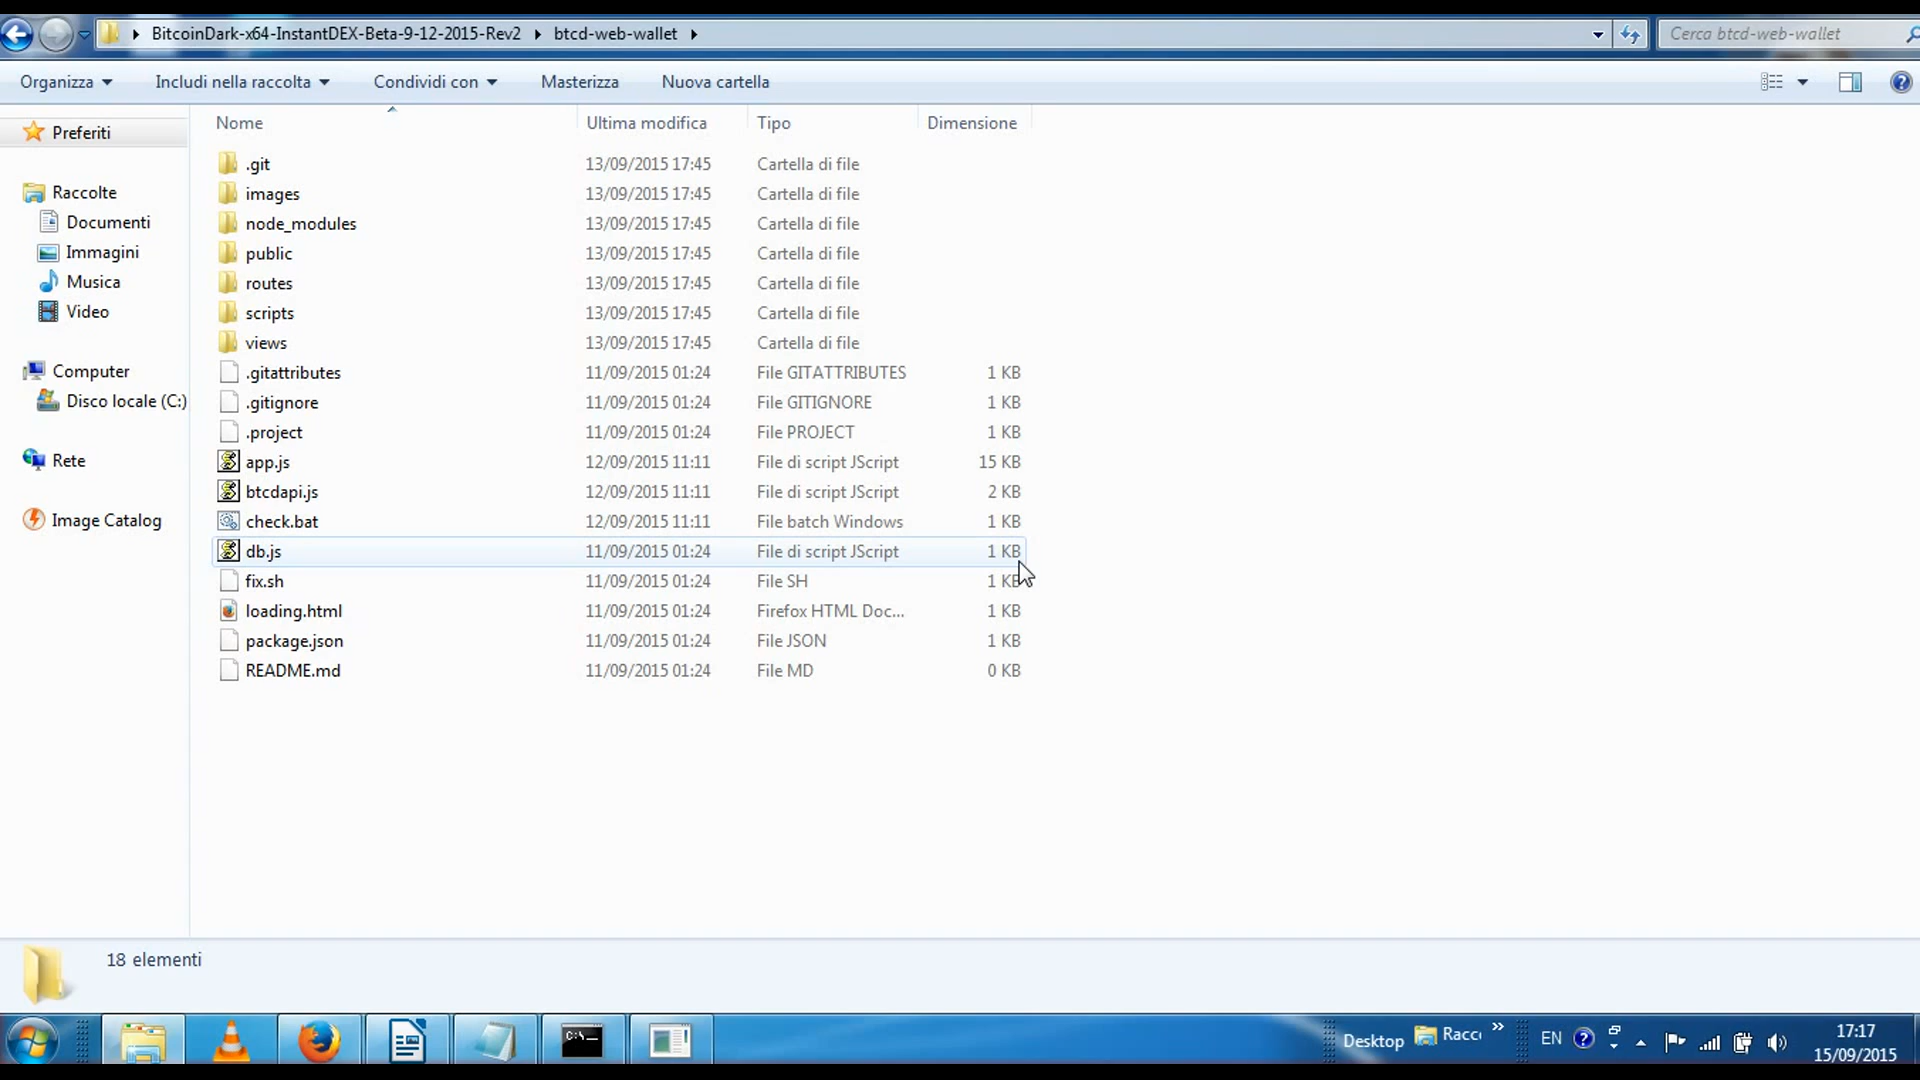 BitcoinDark-x64-InstantDEX-Beta-9-12-2015-Rev2 btcd-web-wallet Cerca btcd-web-wallet
Organizza Includi nella raccolta Condividi con Masterizza Nuova cartella
Preferiti
Raccolte
Documenti
Immagini
Musica
Video
Computer
Disco locale (C:)
Rete
Image Catalog
Nome Ultima modifica Tipo Dimensione
.git 13/09/2015 17:45 Cartella di file
images 13/09/2015 17:45 Cartella di file
node_modules 13/09/2015 17:45 Cartella di file
public 13/09/2015 17:45 Cartella di file
routes 13/09/2015 17:45 Cartella di file
scripts 13/09/2015 17:45 Cartella di file
views 13/09/2015 17:45 Cartella di file
.gitattributes 11/09/2015 01:24 File GITATTRIBUTES 1 KB
.gitignore 11/09/2015 01:24 File GITIGNORE 1 KB
.project 11/09/2015 01:24 File PROJECT 1 KB
app.js 12/09/2015 11:11 File di script JScript 15 KB
btcdapi.js 12/09/2015 11:11 File di script JScript 2 KB
check.bat 12/09/2015 11:11 File batch Windows 1 KB
db.js 11/09/2015 01:24 File di script JScript 1 KB
fix.sh 11/09/2015 01:24 File SH 1 KB
loading.html 11/09/2015 01:24 Firefox HTML Doc... 1 KB
package.json 11/09/2015 01:24 File JSON 1 KB
README.md 11/09/2015 01:24 File MD 0 KB
18 elementi
C:\_
Desktop Racc» EN 17:17
15/09/2015